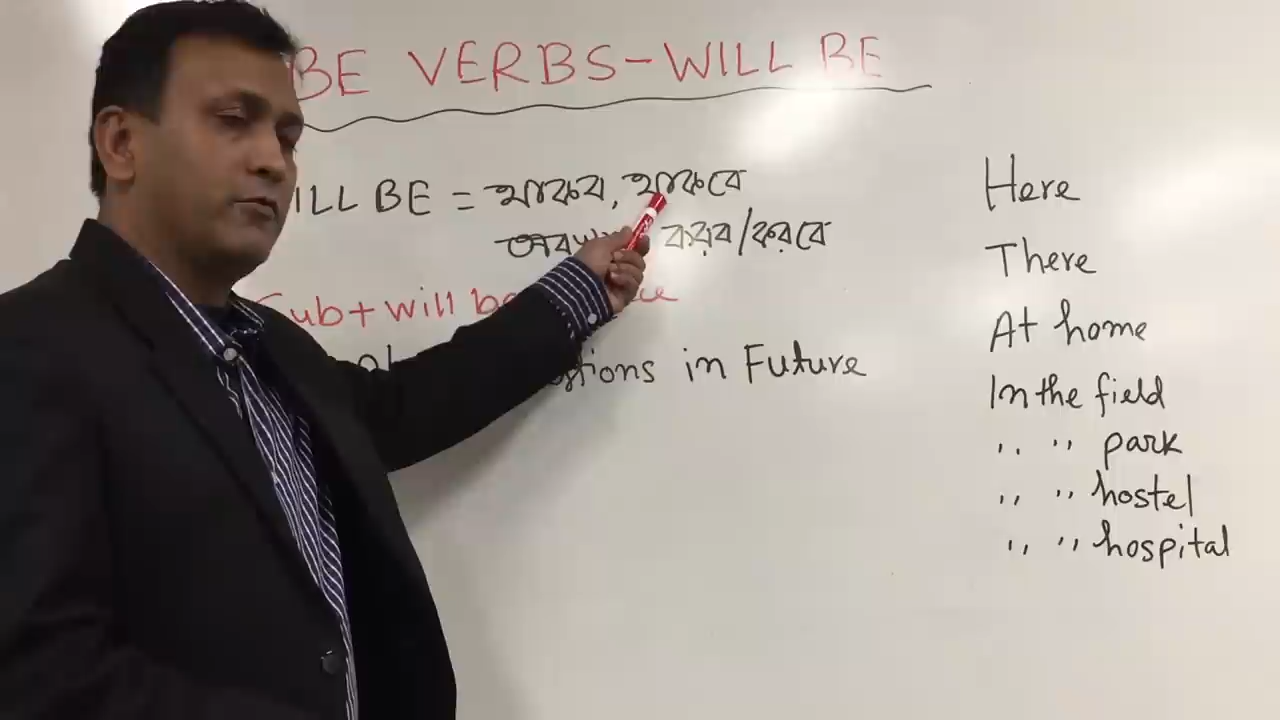 BE VERBS-WILL BE
ILL BE = থাকব, থাকবে
করব/করবে
Sub+will be
in Future
Here
There
At home
In the field
,, ,, park
,, ,, hostel
,, ,, hospital